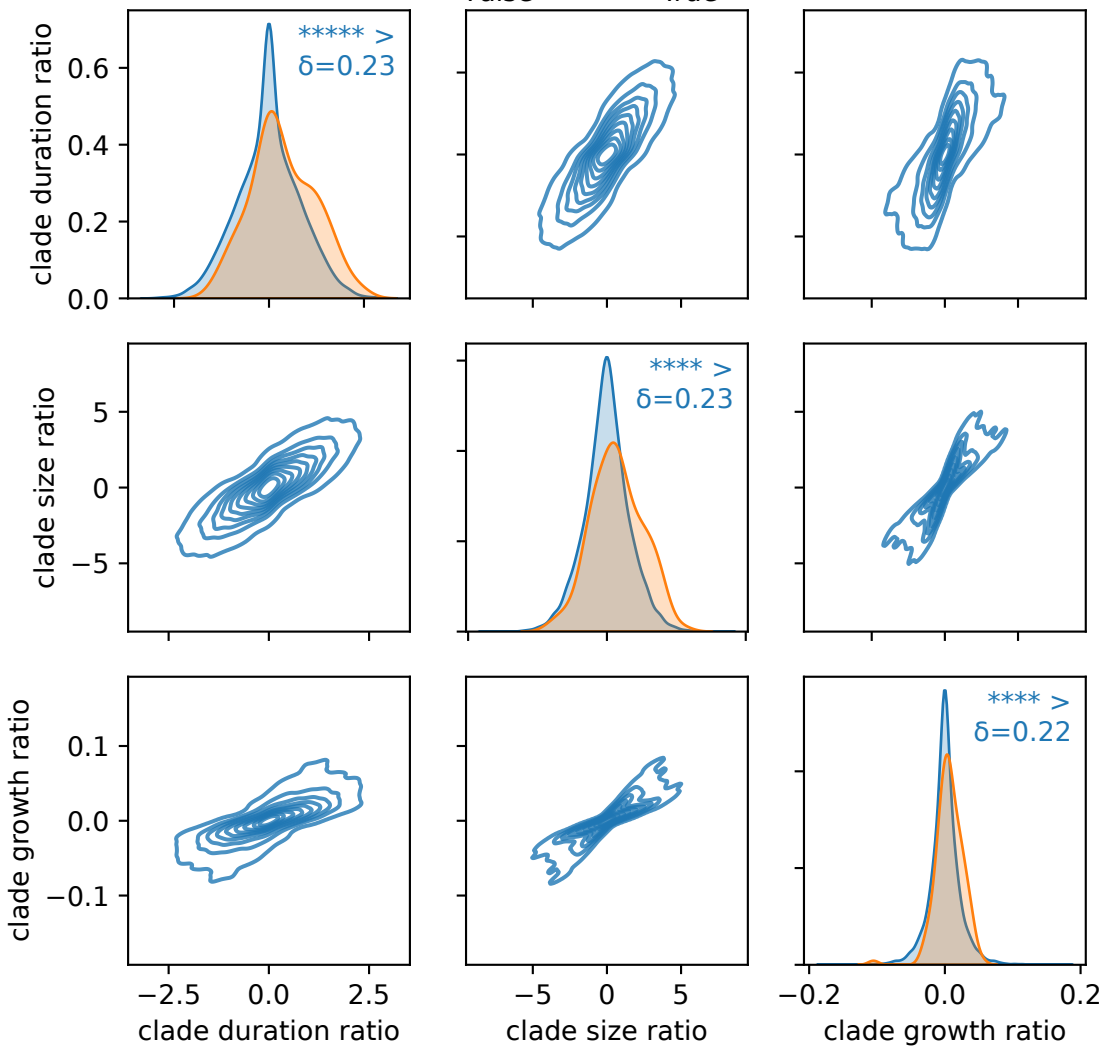 ***** >
δ=0.23
clade duration ratio
0.6
0.4
0.2
0.0
**** >
δ=0.23
clade size ratio
5
0
−5
**** >
δ=0.22
clade growth ratio
0.1
0.0
−0.1
−2.5 0.0 2.5
−5 0 5
−0.2 0.0 0.2
clade duration ratio
clade size ratio
clade growth ratio